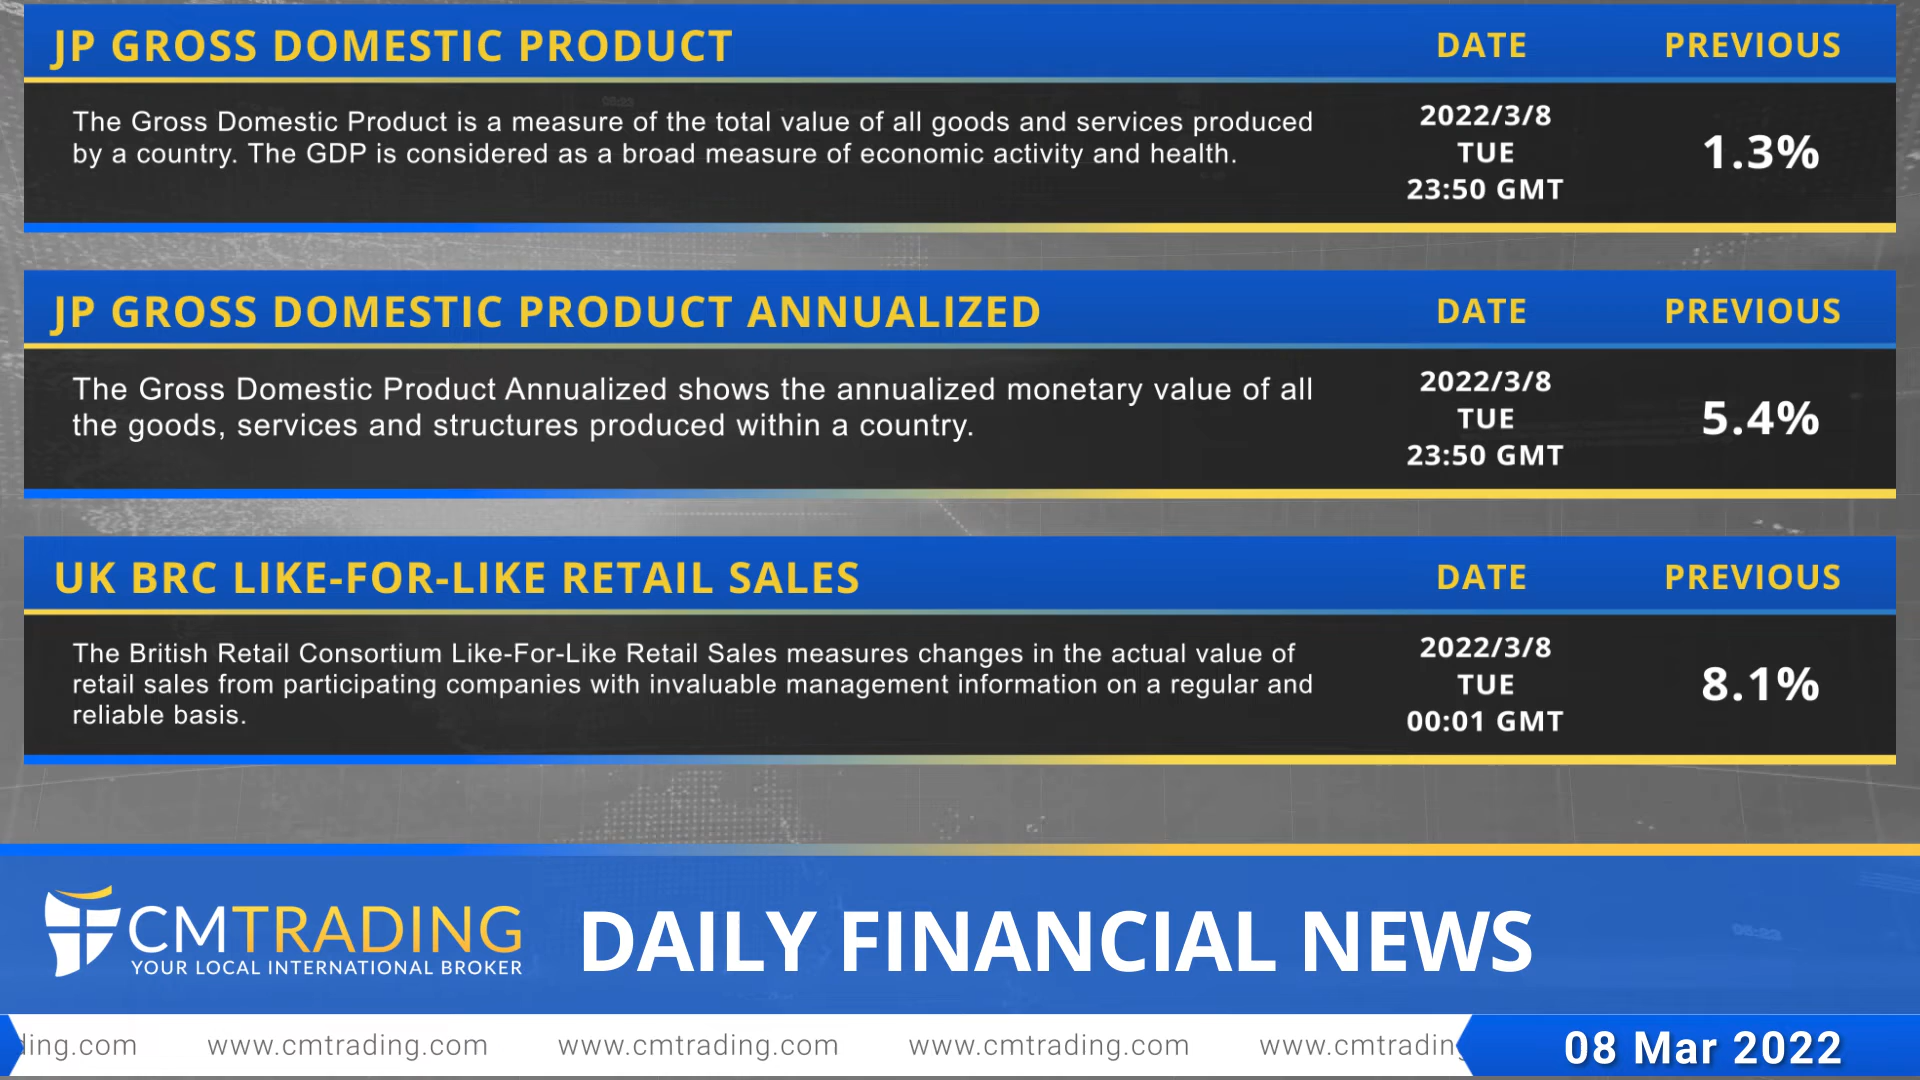 JP GROSS DOMESTIC PRODUCT DATE PREVIOUS
The Gross Domestic Product is a measure of the total value of all goods and services produced
by a country. The GDP is considered as a broad measure of economic activity and health.
2022/3/8
TUE
23:50 GMT
1.3%
JP GROSS DOMESTIC PRODUCT ANNUALIZED DATE PREVIOUS
The Gross Domestic Product Annualized shows the annualized monetary value of all
the goods, services and structures produced within a country.
2022/3/8
TUE
23:50 GMT
5.4%
UK BRC LIKE-FOR-LIKE RETAIL SALES DATE PREVIOUS
The British Retail Consortium Like-For-Like Retail Sales measures changes in the actual value of
retail sales from participating companies with invaluable management information on a regular and
reliable basis.
2022/3/8
TUE
00:01 GMT
8.1%
CMTRADING
YOUR LOCAL INTERNATIONAL BROKER
DAILY FINANCIAL NEWS
ding.com www.cmtrading.com www.cmtrading.com www.cmtrading.com www.cmtrading
08 Mar 2022